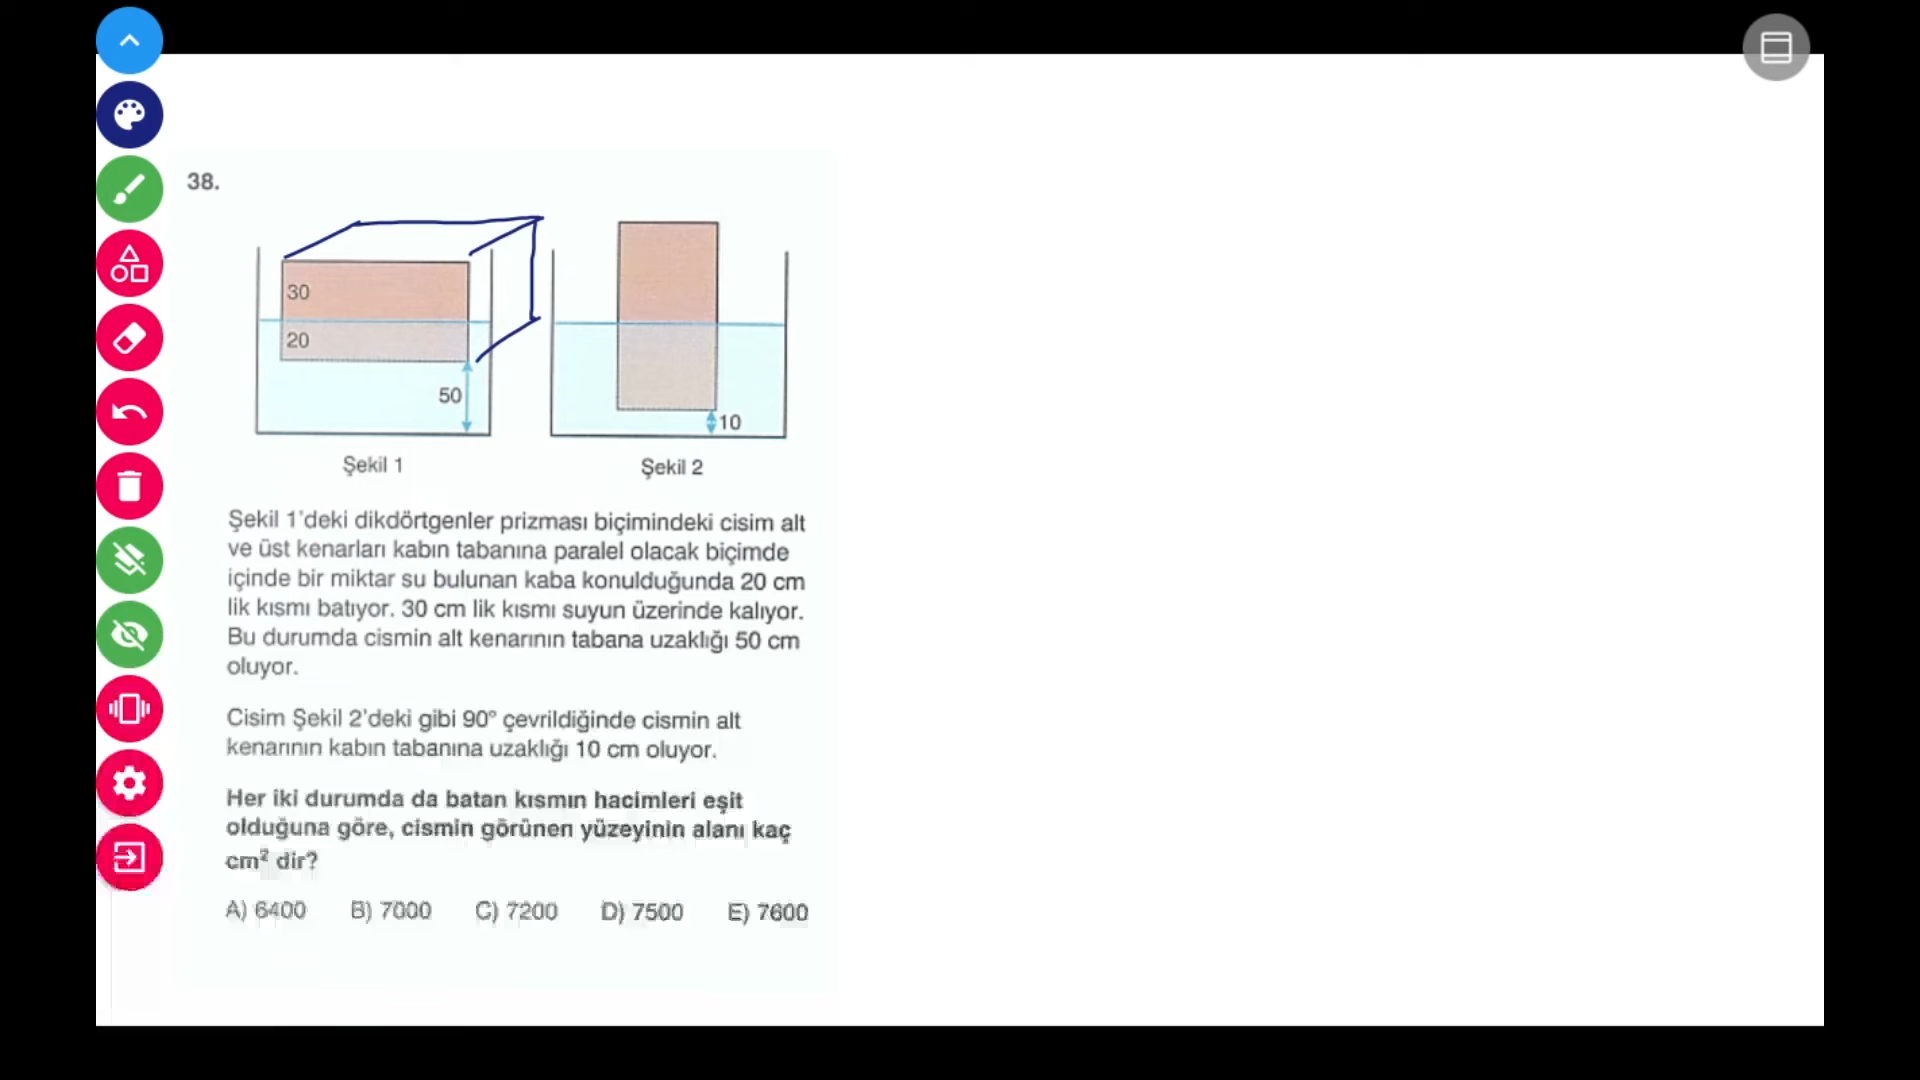 38.
30
20
50
10
Şekil 1
Şekil 2
Şekil 1'deki dikdörtgenler prizması biçimindeki cisim alt
ve üst kenarları kabın tabanına paralel olacak biçimde
içinde bir miktar su bulunan kaba konulduğunda 20 cm
lik kısmı batıyor. 30 cm lik kısmı suyun üzerinde kalıyor.
Bu durumda cismin alt kenarının tabana uzaklığı 50 cm
oluyor.
Cisim Şekil 2'deki gibi 90° çevrildiğinde cismin alt
kenarının kabın tabanına uzaklığı 10 cm oluyor.
Her iki durumda da batan kısmın hacimleri eşit
olduğuna göre, cismin görünen yüzeyinin alanı kaç
cm² dir?
A) 6400 B) 7000 C) 7200 D) 7500 E) 7600